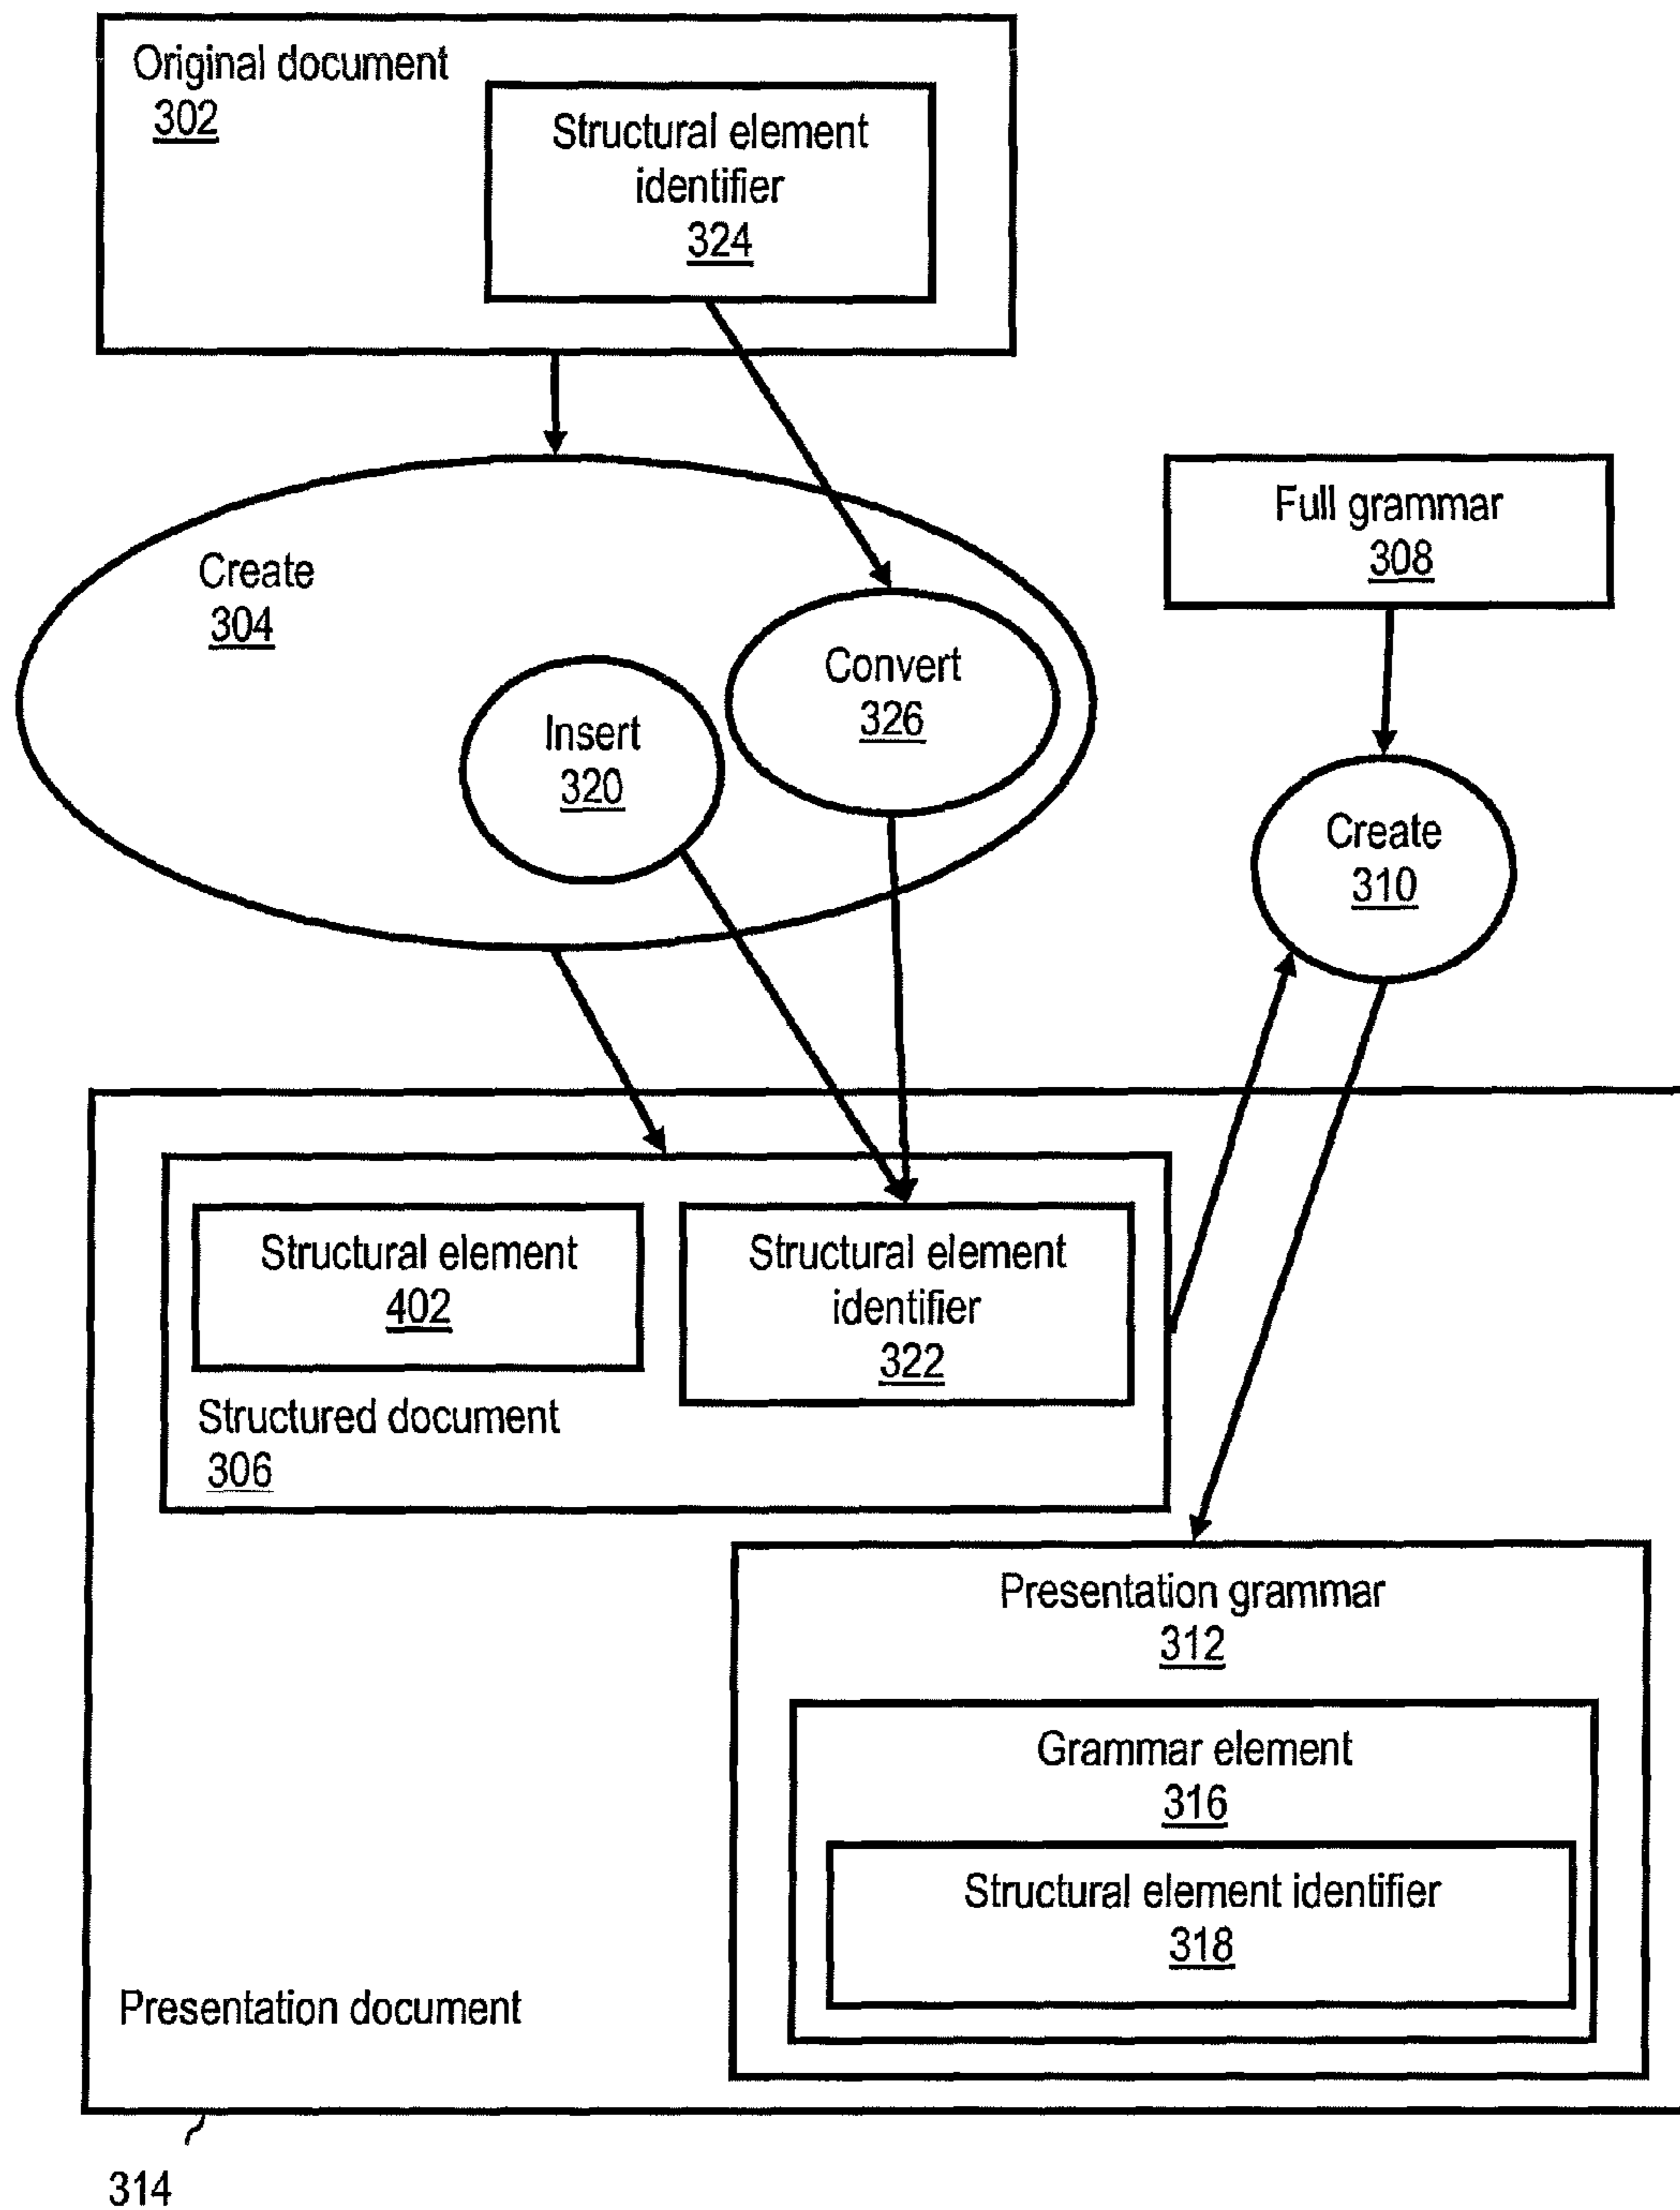 Original document
302
Structural element
identifier
324
Create
304
Convert
326
Insert
320
Full grammar
308
Create
310
Structural element
402
Structural element
identifier
322
Structured document
306
Presentation grammar
312
Grammar element
316
Structural element identifier
318
Presentation document
314